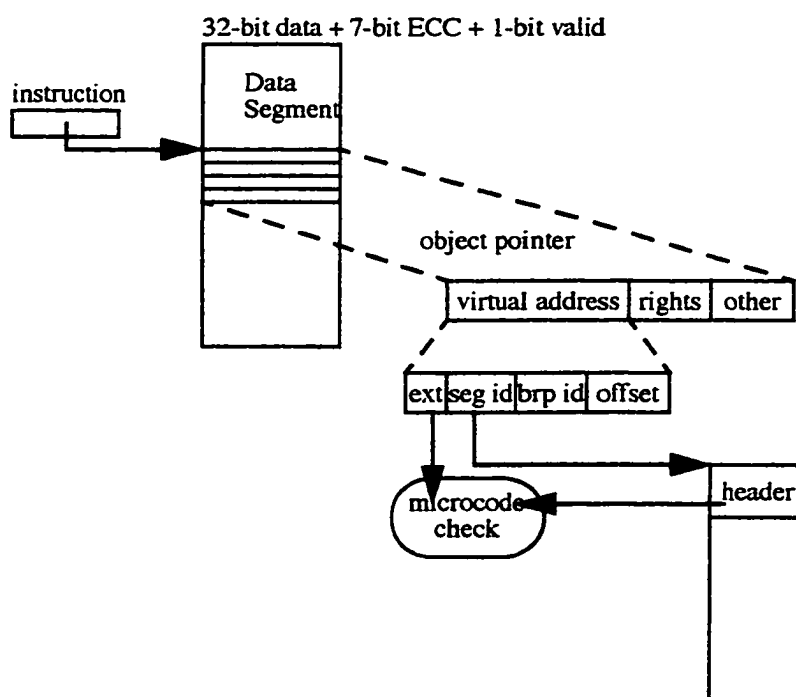 32-bit data + 7-bit ECC + 1-bit valid
Data
Segment
instruction
object pointer
virtual address rights other
ext seg id brp id offset
header
microcode
check